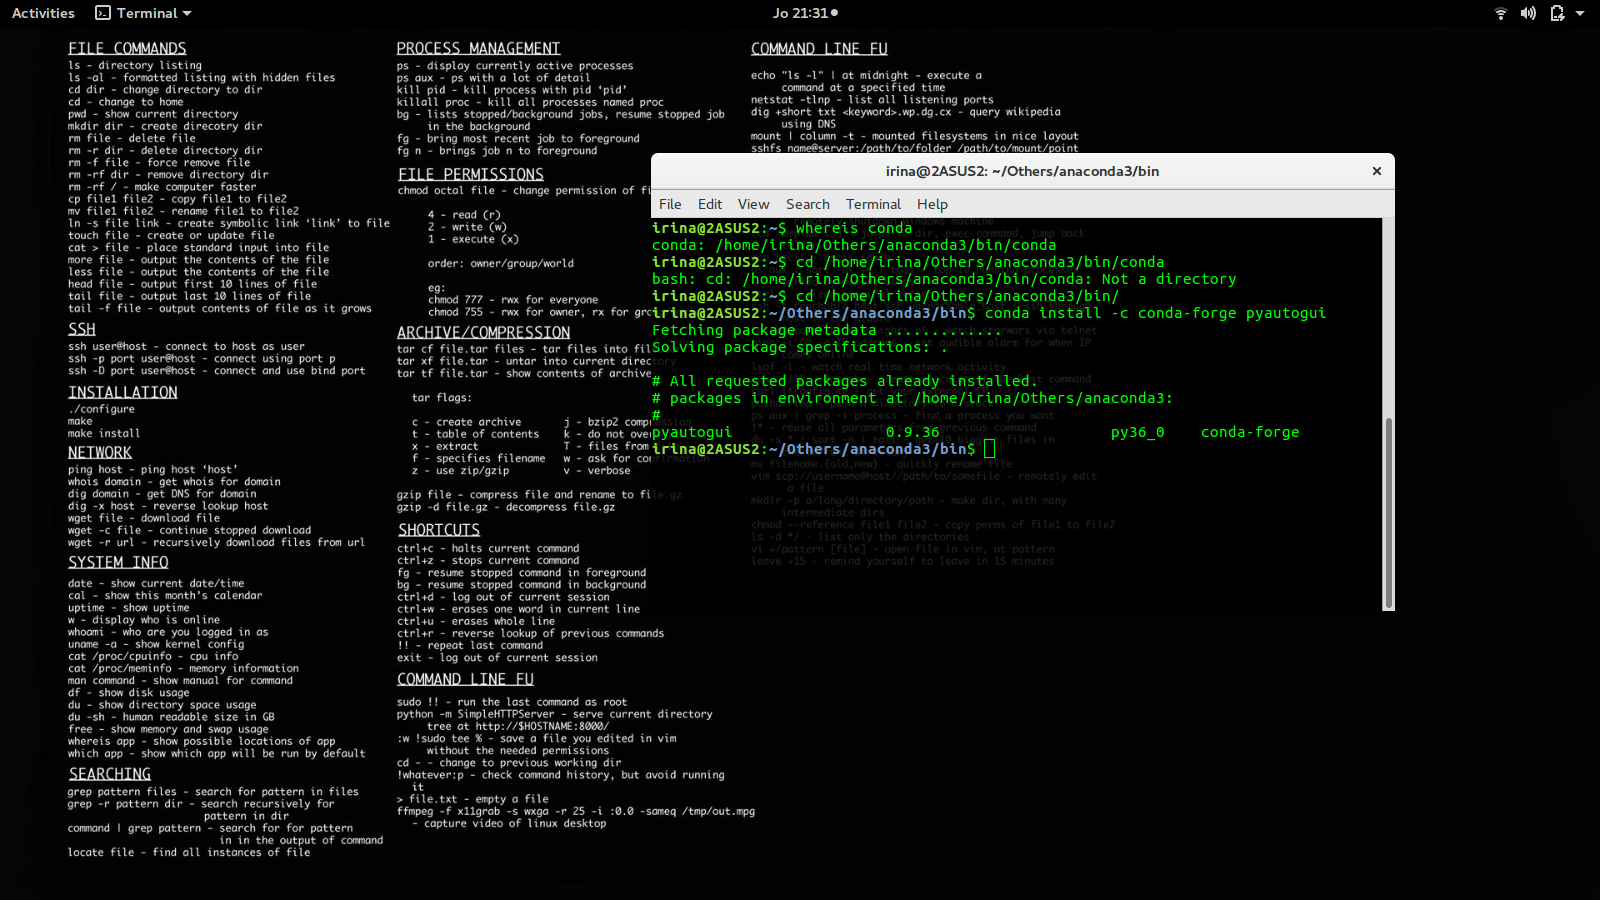 Activities Terminal Jo 21:31
FILE COMMANDS
ls - directory listing
ls -al - formatted listing with hidden files
cd dir - change directory to dir
cd - change to home
pwd - show current directory
mkdir dir - create direcotry dir
rm file - delete file
rm -r dir - delete directory dir
rm -f file - force remove file
rm -rf dir - remove directory dir
rm -rf / - make computer faster
cp file1 file2 - copy file1 to file2
mv file1 file2 - rename file1 to file2
ln -s file link - create symbolic link ‘link’ to file
touch file - create or update file
cat > file - place standard input into file
more file - output the contents of the file
less file - output the contents of the file
head file - output first 10 lines of file
tail file - output last 10 lines of file
tail -f file - output contents of file as it grows
SSH
ssh user@host - connect to host as user
ssh -p port user@host - connect using port p
ssh -D port user@host - connect and use bind port
INSTALLATION
./configure
make
make install
NETWORK
ping host - ping host ‘host’
whois domain - get whois for domain
dig domain - get DNS for domain
dig -x host - reverse lookup host
wget file - download file
wget -c file - continue stopped download
wget -r url - recursively download files from url
SYSTEM INFO
date - show current date/time
cal - show this month’s calendar
uptime - show uptime
w - display who is online
whoami - who are you logged in as
uname -a - show kernel config
cat /proc/cpuinfo - cpu info
cat /proc/meminfo - memory information
man command - show manual for command
df - show disk usage
du - show directory space usage
du -sh - human readable size in GB
free - show memory and swap usage
whereis app - show possible locations of app
which app - show which app will be run by default
SEARCHING
grep pattern files - search for pattern in files
grep -r pattern dir - search recursively for
pattern in dir
command | grep pattern - search for for pattern
in in the output of command
locate file - find all instances of file
PROCESS MANAGEMENT
ps - display currently active processes
ps aux - ps with a lot of detail
kill pid - kill process with pid ‘pid’
killall proc - kill all processes named proc
bg - lists stopped/background jobs, resume stopped job
in the background
fg - bring most recent job to foreground
fg n - brings job n to foreground
FILE PERMISSIONS
chmod octal file - change permission of
4 - read (r)
2 - write (w)
1 - execute (x)
order: owner/group/world
eg:
chmod 777 - rwx for everyone
chmod 755 - rwx for owner, rx for
ARCHIVE/COMPRESSION
tar cf file.tar files - tar files into
tar xf file.tar - untar into current directory
tar tf file.tar - show contents of archive
tar flags:
c - create archive j - bzip2 compression
t - table of contents k - do not
x - extract T - files from
f - specifies filename w - ask for confirmation
z - use zip/gzip v - verbose
gzip file - compress file and rename to file.gz
gzip -d file.gz - decompress file.gz
SHORTCUTS
ctrl+c - halts current command
ctrl+z - stops current command
fg - resume stopped command in foreground
bg - resume stopped command in background
ctrl+d - log out of current session
ctrl+w - erases one word in current line
ctrl+u - erases whole line
ctrl+r - reverse lookup of previous commands
!! - repeat last command
exit - log out of current session
COMMAND LINE FU
sudo !! - run the last command as root
python -m SimpleHTTPServer - serve current directory
tree at http://$HOSTNAME:8000/
:w !sudo tee % - save a file you edited in vim
without the needed permissions
cd - - change to previous working dir
!whatever:p - check command history, but avoid running
it
> file.txt - empty a file
ffmpeg -f x11grab -s wxga -r 25 -i :0.0 -sameq /tmp/out.mpg
- capture video of linux desktop
COMMAND LINE FU
echo "ls -l" | at midnight - execute a
command at a specified time
netstat -tlnp - list all listening ports
dig +short txt <keyword>.wp.dg.cx - query wikipedia
using DNS
mount | column -t - mounted filesystems in nice layout
sshfs name@server:/path/to/folder /path/to/mount/point
irina@2ASUS2: ~/Others/anaconda3/bin
File Edit View Search Terminal Help
irina@2ASUS2:~$ whereis conda
conda: /home/irina/Others/anaconda3/bin/conda
irina@2ASUS2:~$ cd /home/irina/Others/anaconda3/bin/conda
bash: cd: /home/irina/Others/anaconda3/bin/conda: Not a directory
irina@2ASUS2:~$ cd /home/irina/Others/anaconda3/bin/
irina@2ASUS2:~/Others/anaconda3/bin$ conda install -c conda-forge pyautogui
Fetching package metadata .............
Solving package specifications: .
# All requested packages already installed.
# packages in environment at /home/irina/Others/anaconda3:
#
pyautogui 0.9.36 py36_0 conda-forge
irina@2ASUS2:~/Others/anaconda3/bin$
mv filename.{old,new} - quickly rename file
vim scp://username@host//path/to/somefile - remotely edit
a file
mkdir -p a/long/directory/path - make dir, with many
intermediate dirs
chmod --reference file1 file2 - copy perms of file1 to file2
ls -d */ - list only the directories
vi +/pattern [file] - open file in vim, at pattern
leave +15 - remind yourself to leave in 15 minutes